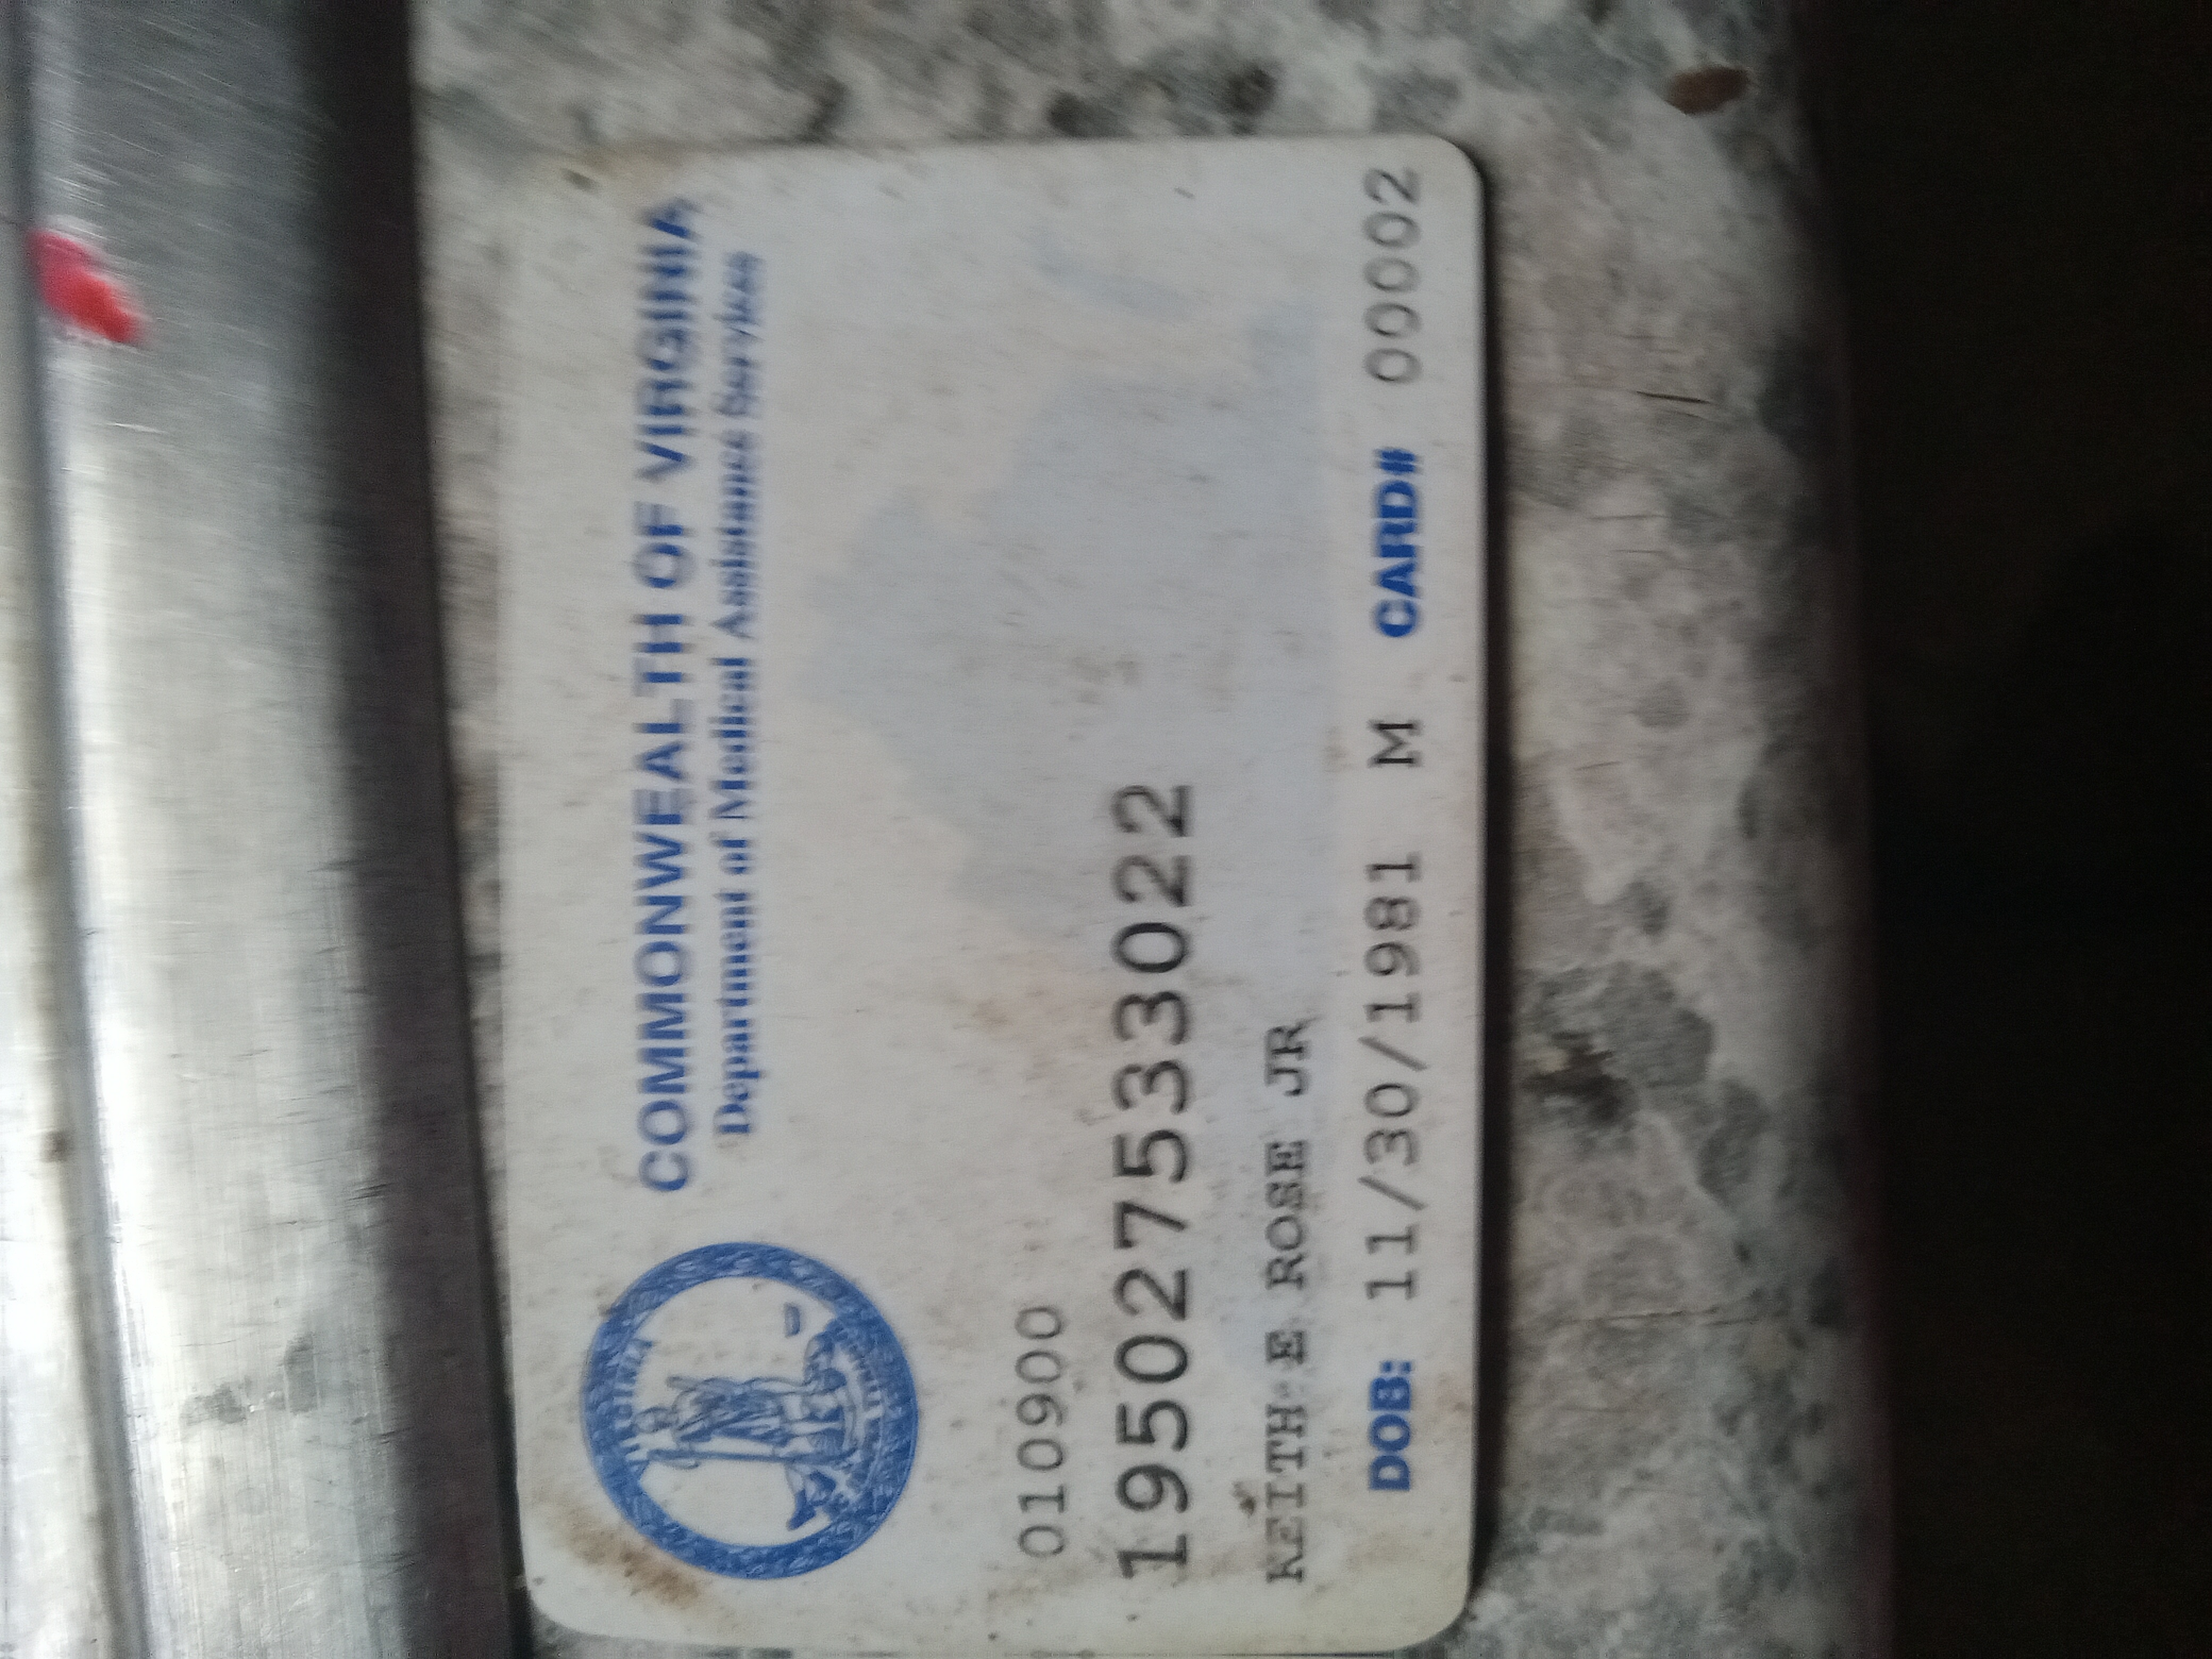 COMMONWEALTH OF VIRGINIA
Department of Medical Assistance Services
VIRGINIA
010900
195027533022
KEITH E ROSE JR
DOB: 11/30/1981 M CARD# 00002